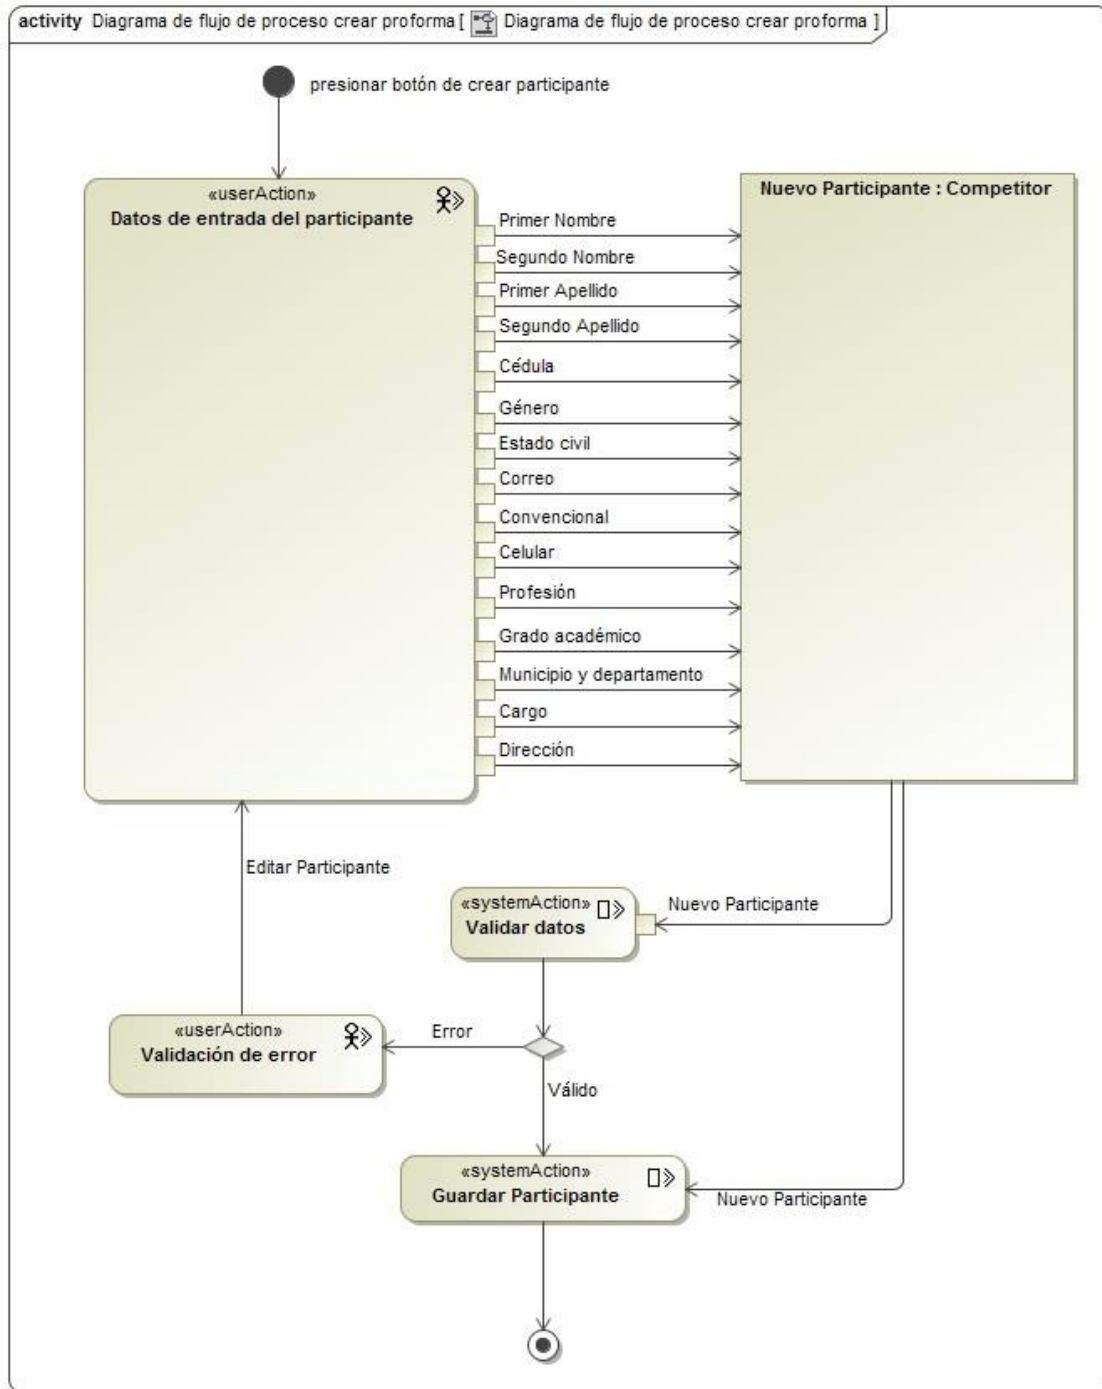 activity Diagrama de flujo de proceso crear proforma [ Diagrama de flujo de proceso crear proforma ]
presionar botón de crear participante
«userAction»
Datos de entrada del participante
Nuevo Participante : Competitor
Primer Nombre
Segundo Nombre
Primer Apellido
Segundo Apellido
Cédula
Género
Estado civil
Correo
Convencional
Celular
Profesión
Grado académico
Municipio y departamento
Cargo
Dirección
Editar Participante
«systemAction»
Validar datos
Nuevo Participante
«userAction»
Validación de error
Error
Válido
«systemAction»
Guardar Participante
Nuevo Participante